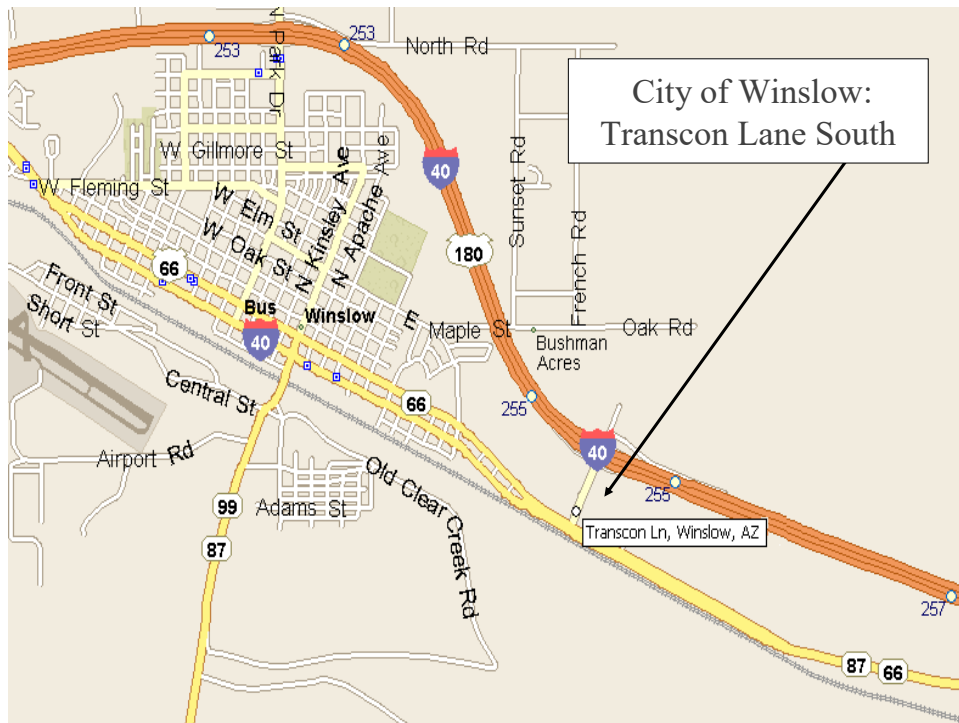 253
253
North Rd
N Park Dr
City of Winslow:
Transcon Lane South
W Gillmore St
W Fleming St
W Elm St
W Oak St
N Kinsley Ave
N Apache Ave
40
180
Sunset Rd
French Rd
66
Front St
Short St
Bus
40
Winslow
E
Maple St
Oak Rd
Bushman
Acres
Central St
66
255
40
255
Airport Rd
Old Clear Creek Rd
Adams St
99
87
Transcon Ln, Winslow, AZ
257
87
66